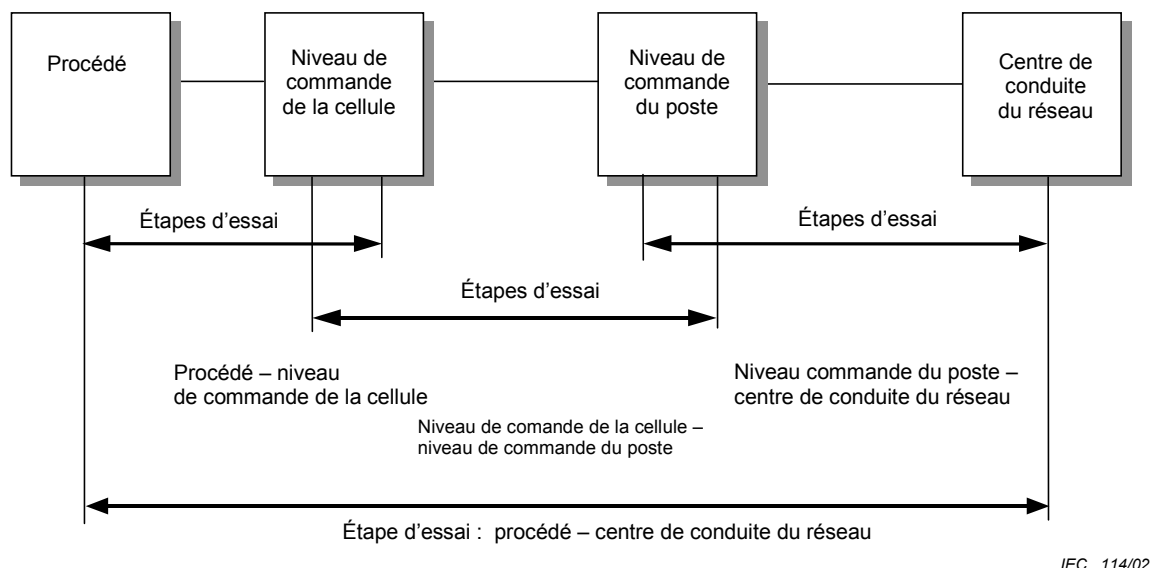 Procédé
Niveau de
commande
de la cellule
Niveau de
commande
du poste
Centre de
conduite
du réseau
Étapes d'essai
Étapes d'essai
Étapes d'essai
Procédé – niveau
de commande de la cellule
Niveau commande du poste –
centre de conduite du réseau
Niveau de comande de la cellule –
niveau de commande du poste
Étape d'essai : procédé – centre de conduite du réseau
IEC 114/02